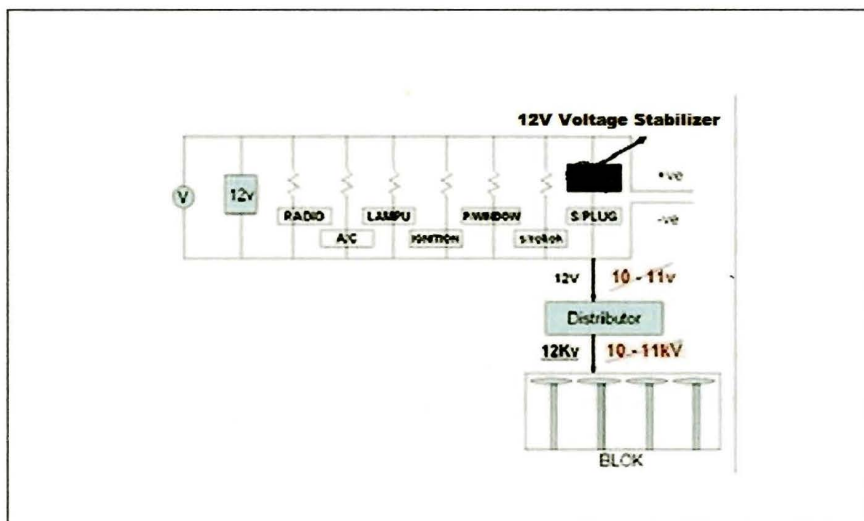 12V Voltage Stabilizer
+ve
V
12v
RADIO
LAMPU
P.WINDOW
S/PLUG
-ve
A/C
IGNITION
12V
10 - 11v
Distributor
12Kv
10 - 11kV
BLOK